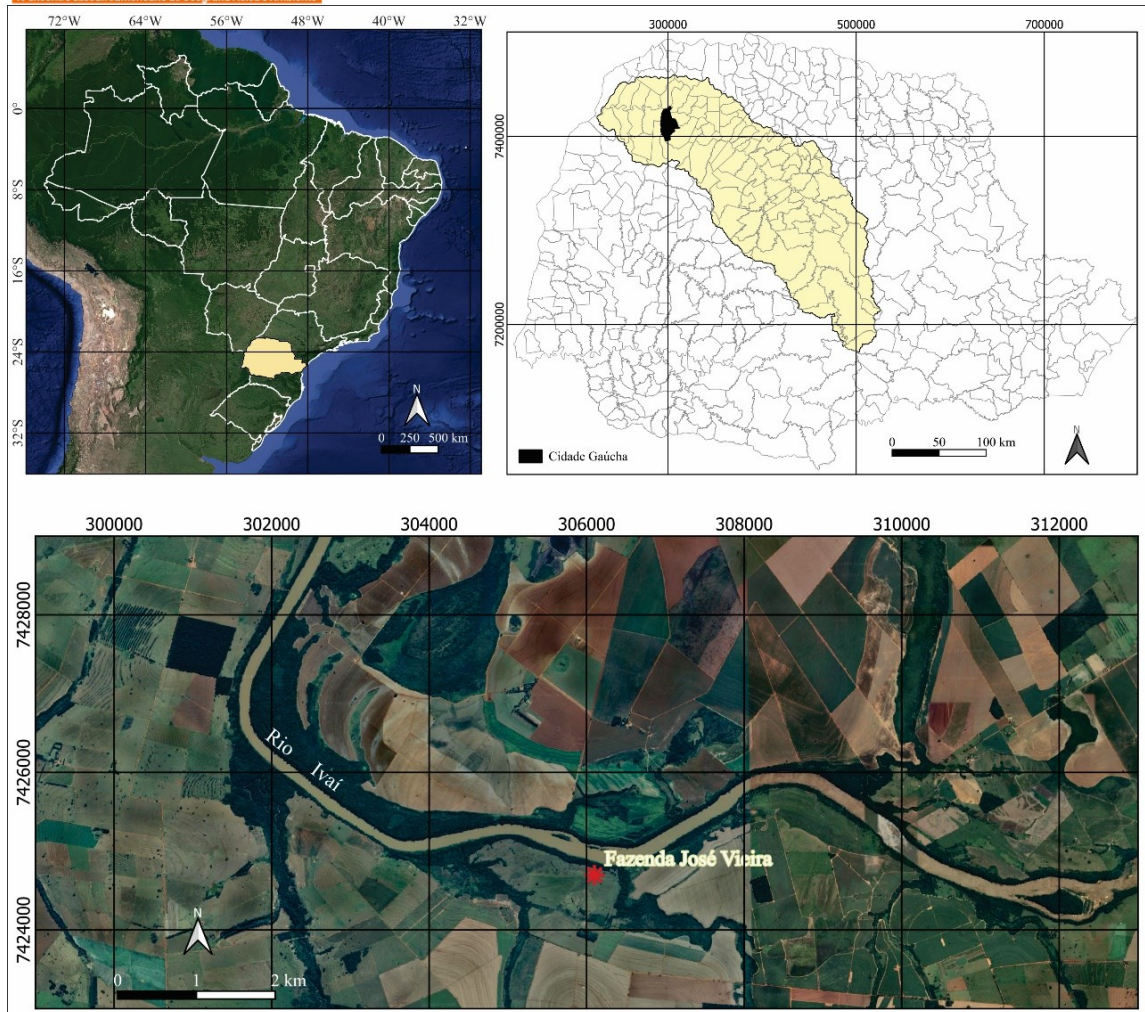 72°W 64°W 56°W 48°W 40°W 32°W
0°
8°S
16°S
24°S
32°S
N
0 250 500 km
300000 500000 700000
7400000
7200000
Cidade Gaúcha
0 50 100 km
N
300000 302000 304000 306000 308000 310000 312000
7428000
7426000
7424000
Rio
Ivaí
Fazenda José Vieira
N
0 1 2 km